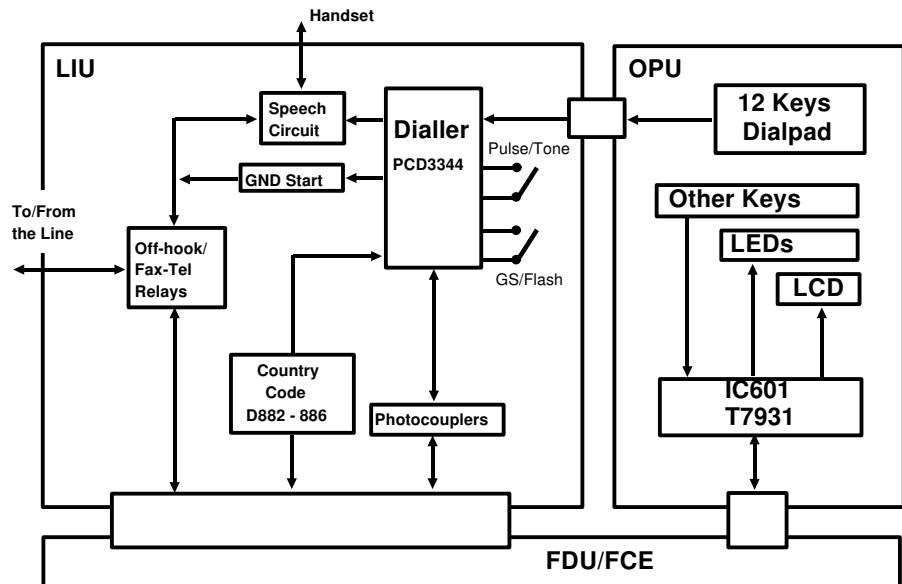 Handset
LIU
OPU
Speech
Circuit
Dialler
PCD3344
12 Keys
Dialpad
Pulse/Tone
GND Start
Other Keys
To/From
the Line
Off-hook/
Fax-Tel
Relays
LEDs
GS/Flash
LCD
Country
Code
D882 - 886
Photocouplers
IC601
T7931
FDU/FCE